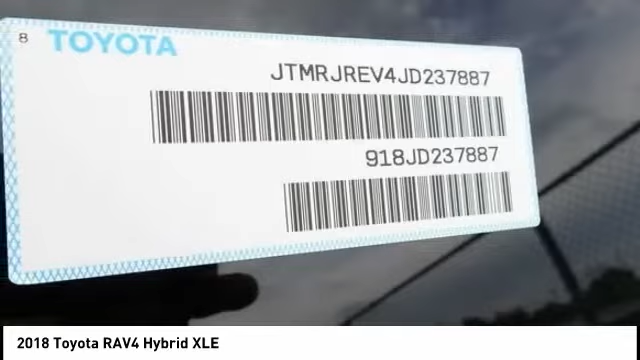 8 TOYOTA
JTMRJREV4JD237887
918JD237887
2018 Toyota RAV4 Hybrid XLE